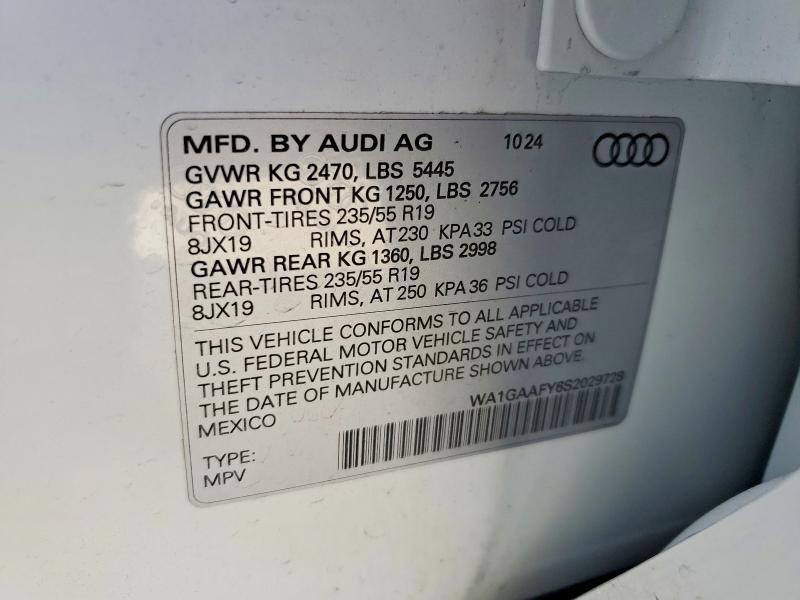 MFD. BY AUDI AG 10 24
GVWR KG 2470, LBS 5445
GAWR FRONT KG 1250, LBS 2756
FRONT-TIRES 235/55 R19
8JX19 RIMS, AT 230 KPA 33 PSI COLD
GAWR REAR KG 1360, LBS 2998
REAR-TIRES 235/55 R19
8JX19 RIMS, AT 250 KPA 36 PSI COLD
THIS VEHICLE CONFORMS TO ALL APPLICABLE
U.S. FEDERAL MOTOR VEHICLE SAFETY AND
THEFT PREVENTION STANDARDS IN EFFECT ON
THE DATE OF MANUFACTURE SHOWN ABOVE.
MEXICO WA1GAAFY6S2029728
TYPE:
MPV